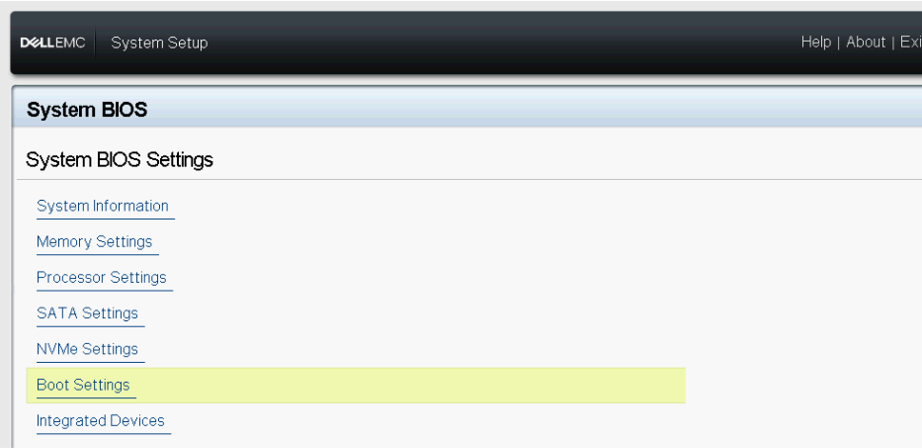 DELLEMC System Setup Help | About | Exi
System BIOS
System BIOS Settings
System Information
Memory Settings
Processor Settings
SATA Settings
NVMe Settings
Boot Settings
Integrated Devices